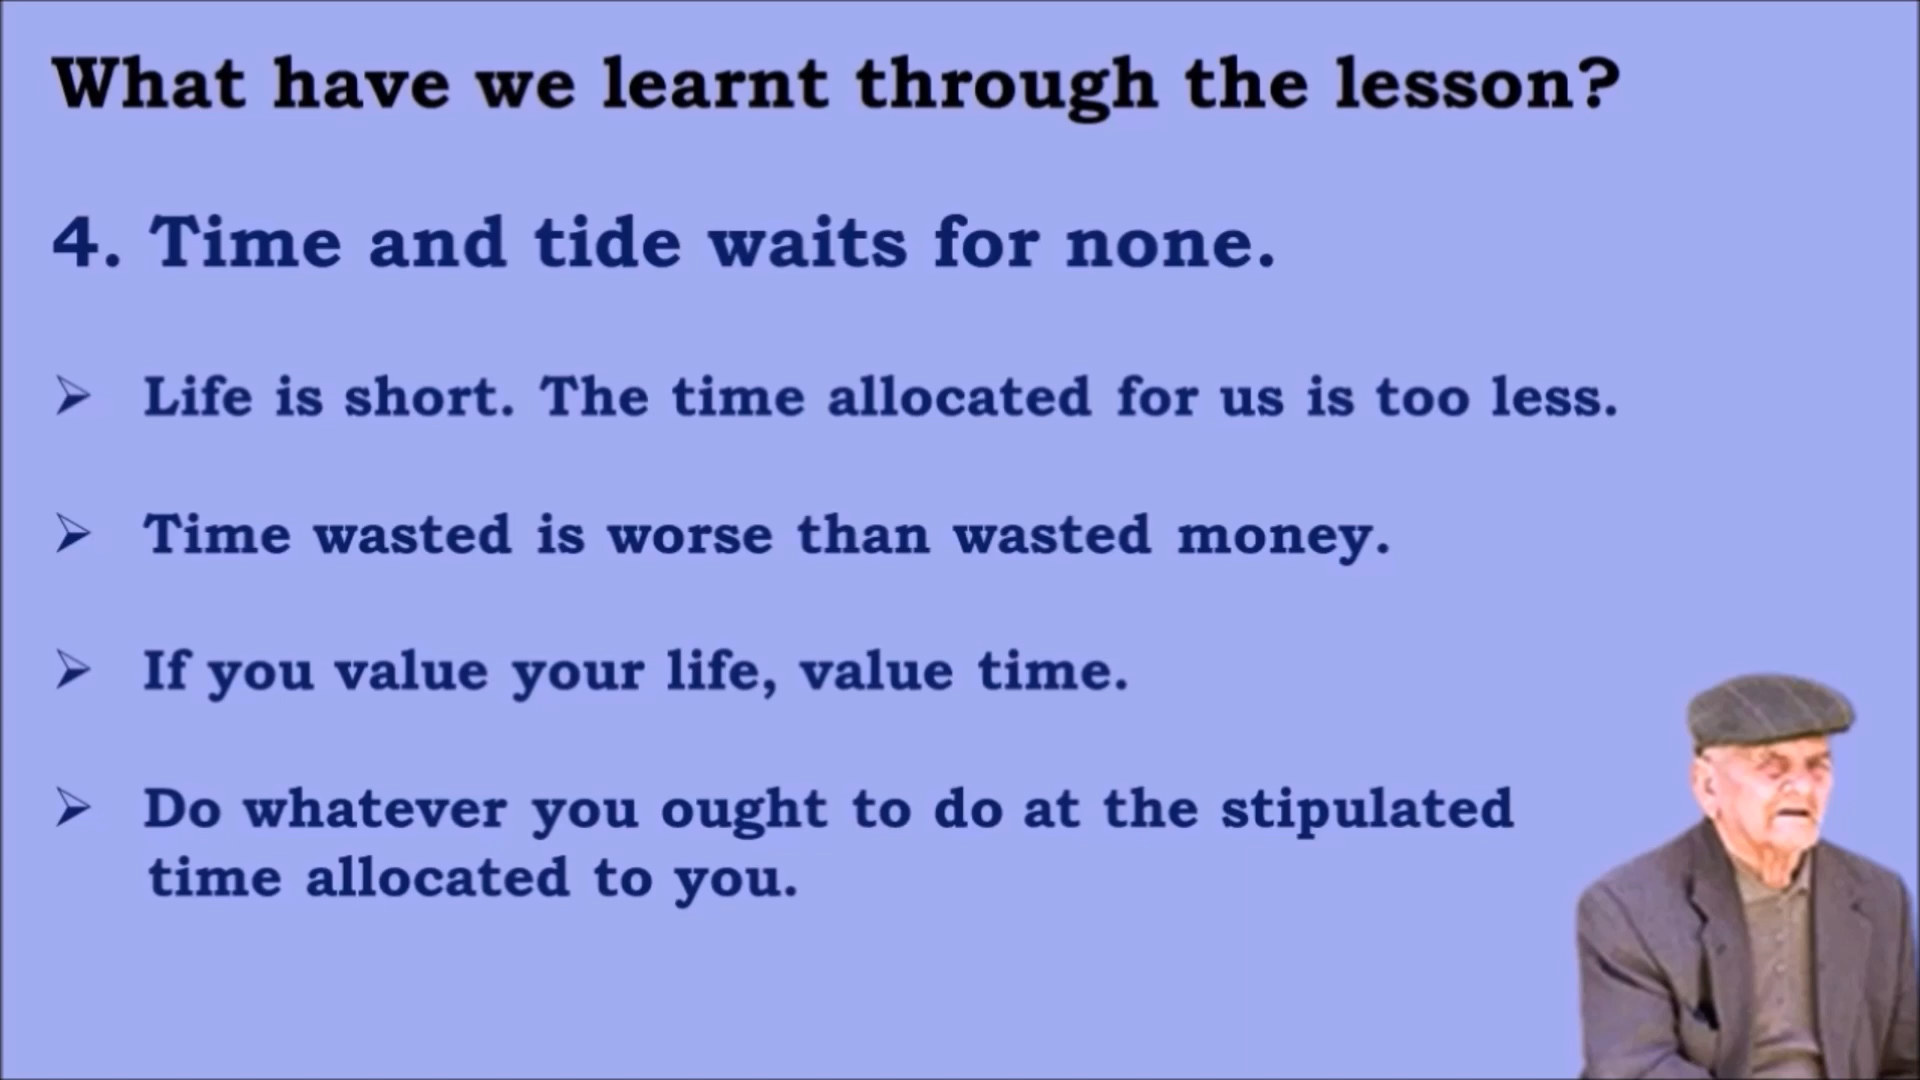 What have we learnt through the lesson?
4. Time and tide waits for none.
➢ Life is short. The time allocated for us is too less.
➢ Time wasted is worse than wasted money.
➢ If you value your life, value time.
➢ Do whatever you ought to do at the stipulated
time allocated to you.